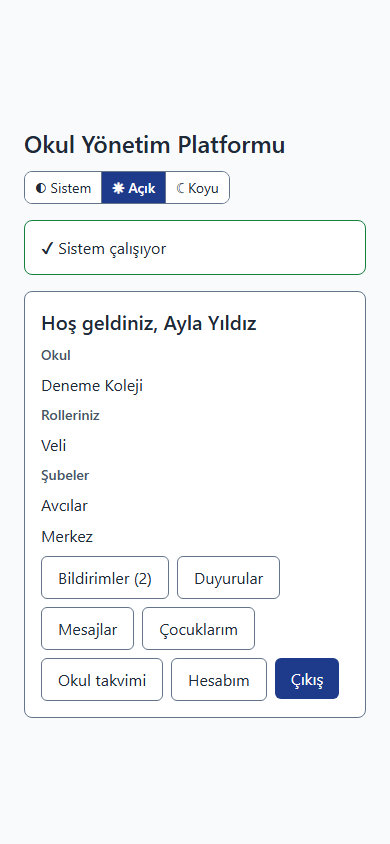 Okul Yönetim Platformu
Sistem Açık Koyu
Sistem çalışıyor
Hoş geldiniz, Ayla Yıldız
Okul
Deneme Koleji
Rolleriniz
Veli
Şubeler
Avcılar
Merkez
Bildirimler (2) Duyurular
Mesajlar Çocuklarım
Okul takvimi Hesabım Çıkış